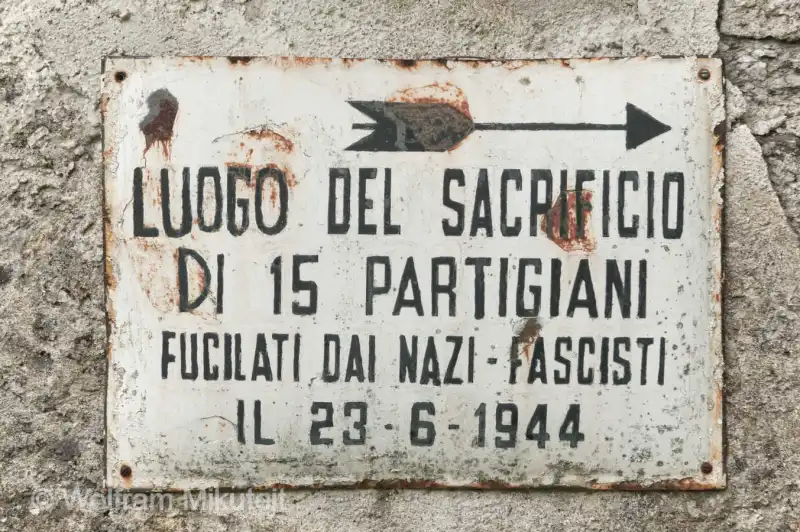 LUOGO DEL SACRIFICIO
DI 15 PARTIGIANI
FUCILATI DAI NAZI-FASCISTI
IL 23-6-1944
© Wolfram Mikuteit